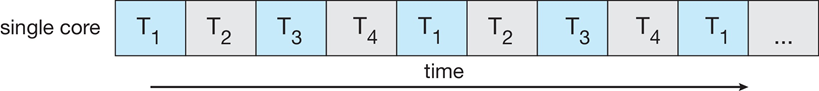 single core T₁ T₂ T₃ T₄ T₁ T₂ T₃ T₄ T₁ ...
time